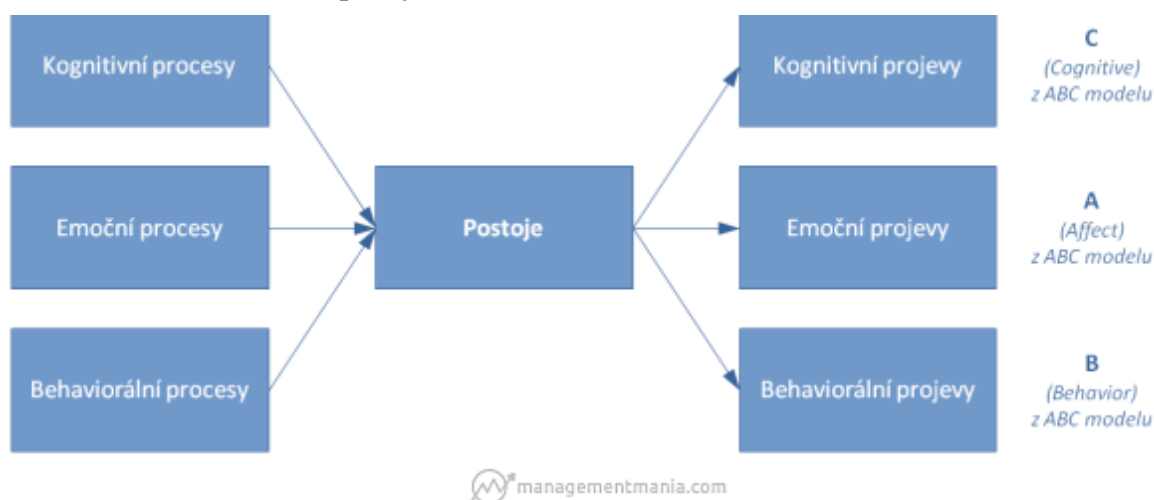 Kognitivní procesy
Kognitivní projevy
C
(Cognitive)
z ABC modelu
Emoční procesy
Postoje
Emoční projevy
A
(Affect)
z ABC modelu
Behaviorální procesy
Behaviorální projevy
B
(Behavior)
z ABC modelu
managementmania.com